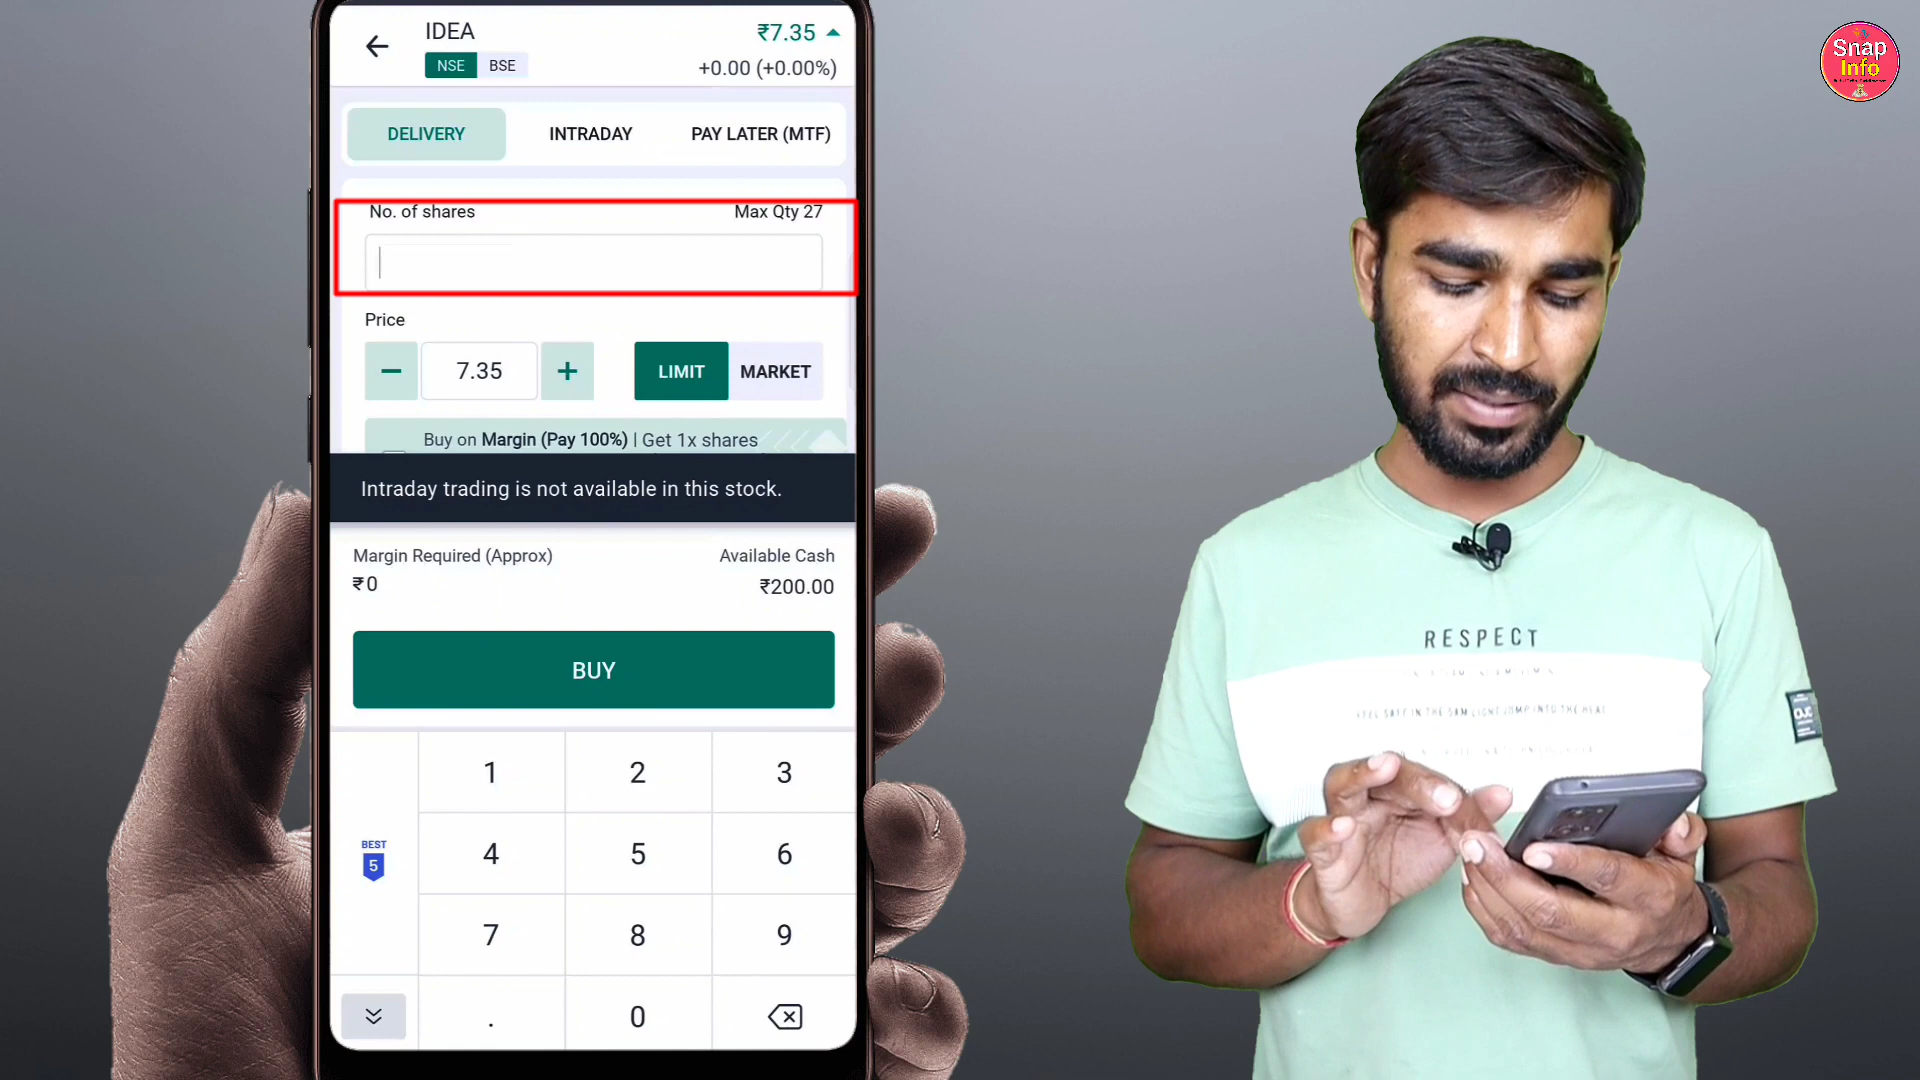 IDEA
₹7.35
NSE BSE
+0.00 (+0.00%)
DELIVERY INTRADAY PAY LATER (MTF)
No. of shares Max Qty 27
Price
7.35
LIMIT MARKET
Buy on Margin (Pay 100%) | Get 1x shares
Intraday trading is not available in this stock.
Margin Required (Approx) Available Cash
₹0 ₹200.00
BUY
1 2 3
BEST
5
4 5 6
7 8 9
. 0
Snap
Info
RESPECT